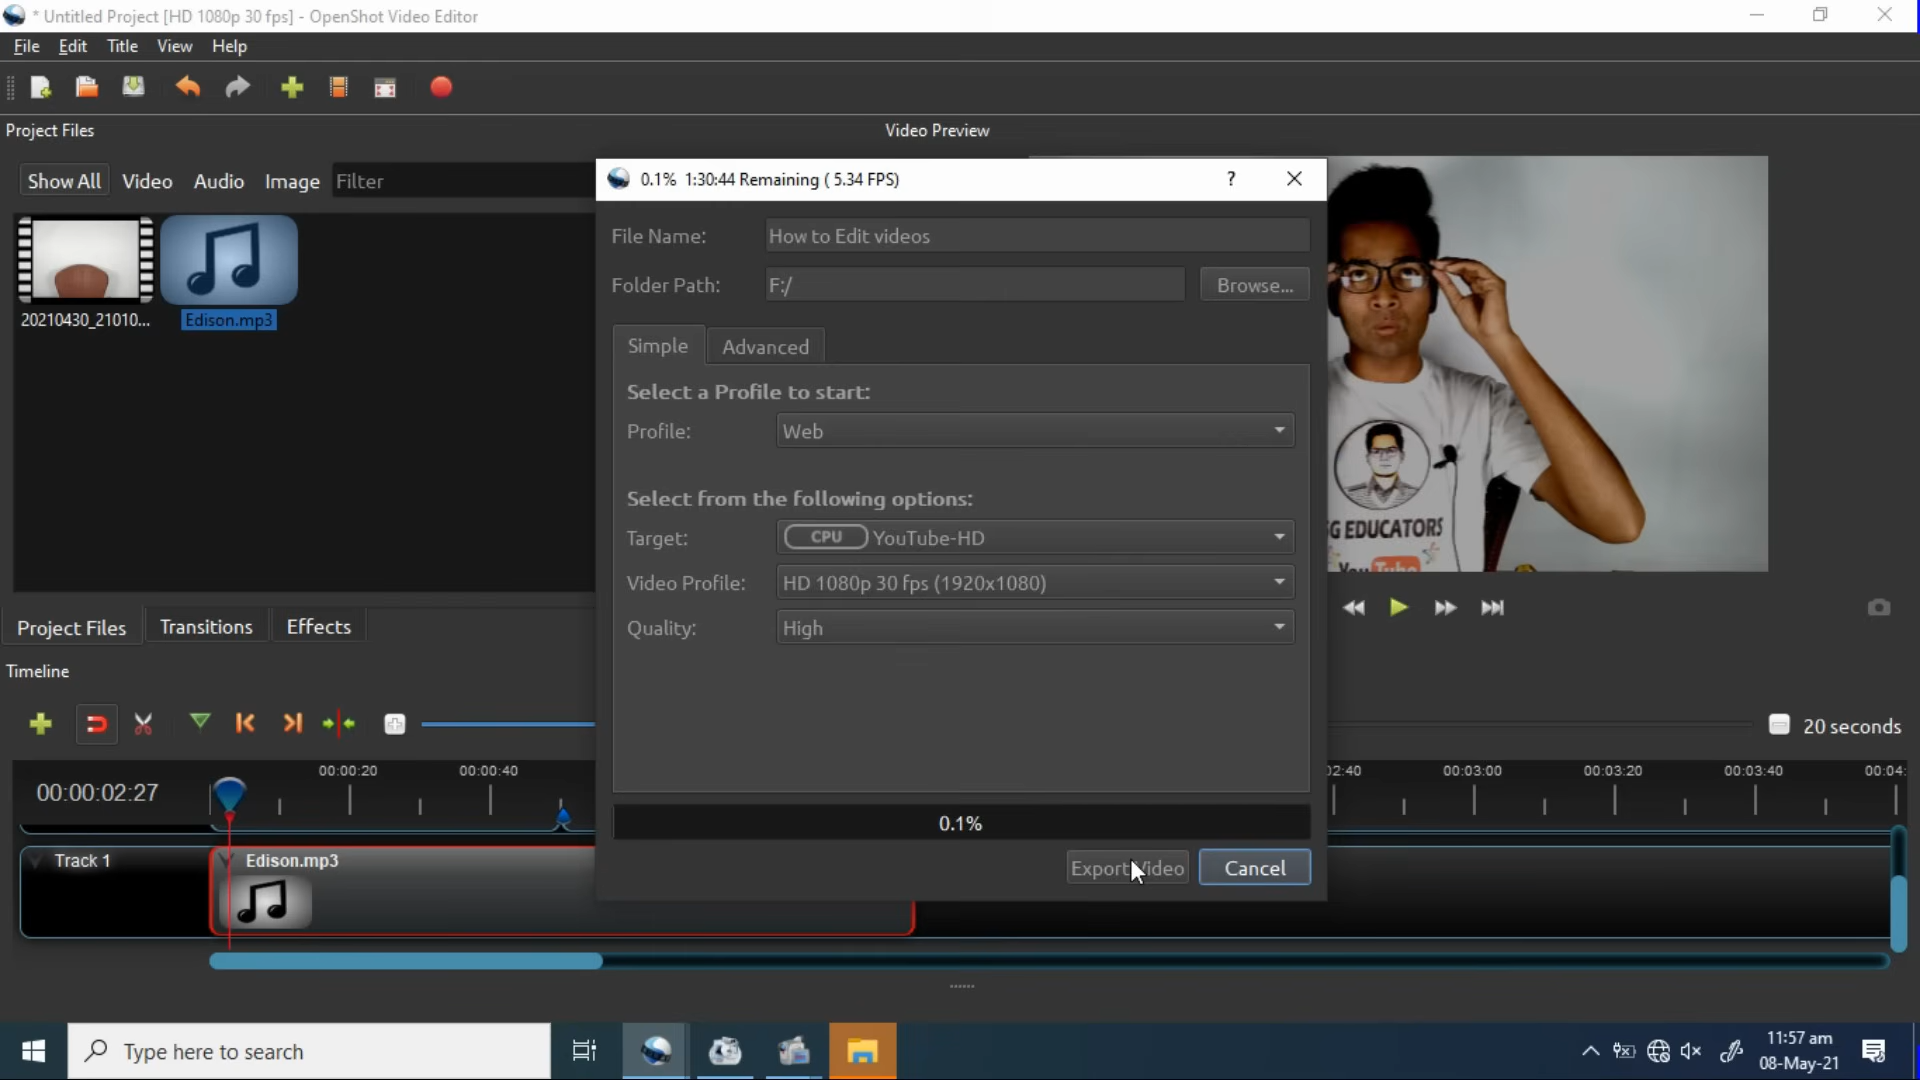 * Untitled Project [HD 1080p 30 fps] - OpenShot Video Editor
File Edit Title View Help
Project Files
Video Preview
Show All Video Audio Image Filter
0.1% 1:30:44 Remaining ( 5.34 FPS)
?
File Name: How to Edit videos
Folder Path: F:/ Browse...
20210430_21010...
Edison.mp3
Simple Advanced
Select a Profile to start:
Profile: Web
Select from the following options:
Target: CPU YouTube-HD
Video Profile: HD 1080p 30 fps (1920x1080)
Quality: High
G EDUCATORS
You Tube
Project Files Transitions Effects
Timeline
20 seconds
00:00:02:27
00:00:20 00:00:40 02:40 00:03:00 00:03:20 00:03:40 00:04:
0.1%
Track 1
Edison.mp3
Export Video Cancel
Type here to search
11:57 am
08-May-21